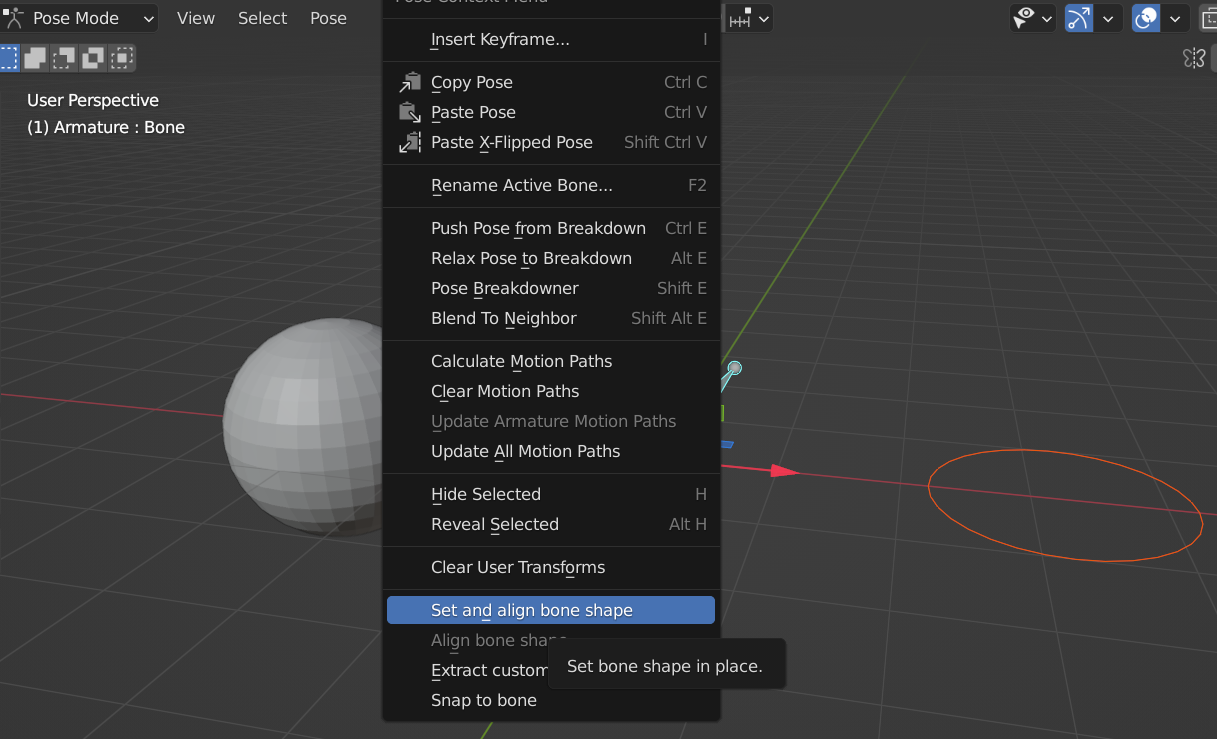 Pose Mode
View
Select
Pose
User Perspective
(1) Armature : Bone
Pose Context Menu
Insert Keyframe... I
Copy Pose Ctrl C
Paste Pose Ctrl V
Paste X-Flipped Pose Shift Ctrl V
Rename Active Bone... F2
Push Pose from Breakdown Ctrl E
Relax Pose to Breakdown Alt E
Pose Breakdowner Shift E
Blend To Neighbor Shift Alt E
Calculate Motion Paths
Clear Motion Paths
Update Armature Motion Paths
Update All Motion Paths
Hide Selected H
Reveal Selected Alt H
Clear User Transforms
Set and align bone shape
Align bone shape
Extract custom
Set bone shape in place.
Snap to bone